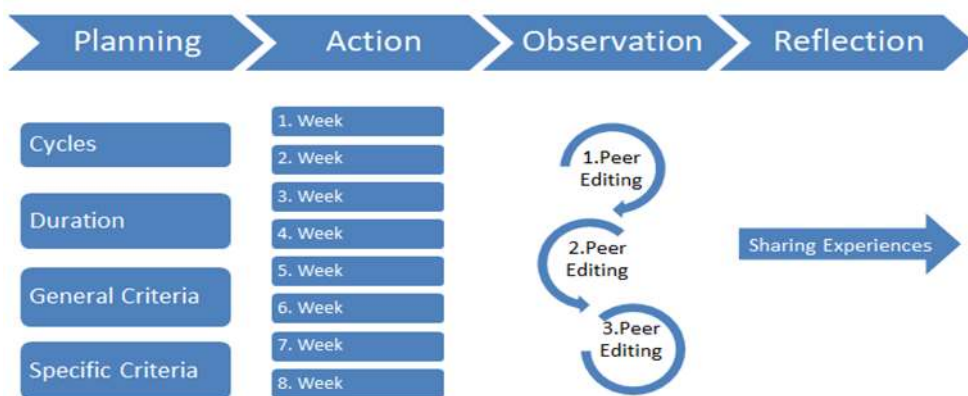 Planning
Action
Observation
Reflection
Cycles
Duration
General Criteria
Specific Criteria
1. Week
2. Week
3. Week
4. Week
5. Week
6. Week
7. Week
8. Week
1.Peer
Editing
2.Peer
Editing
3.Peer
Editing
Sharing Experiences